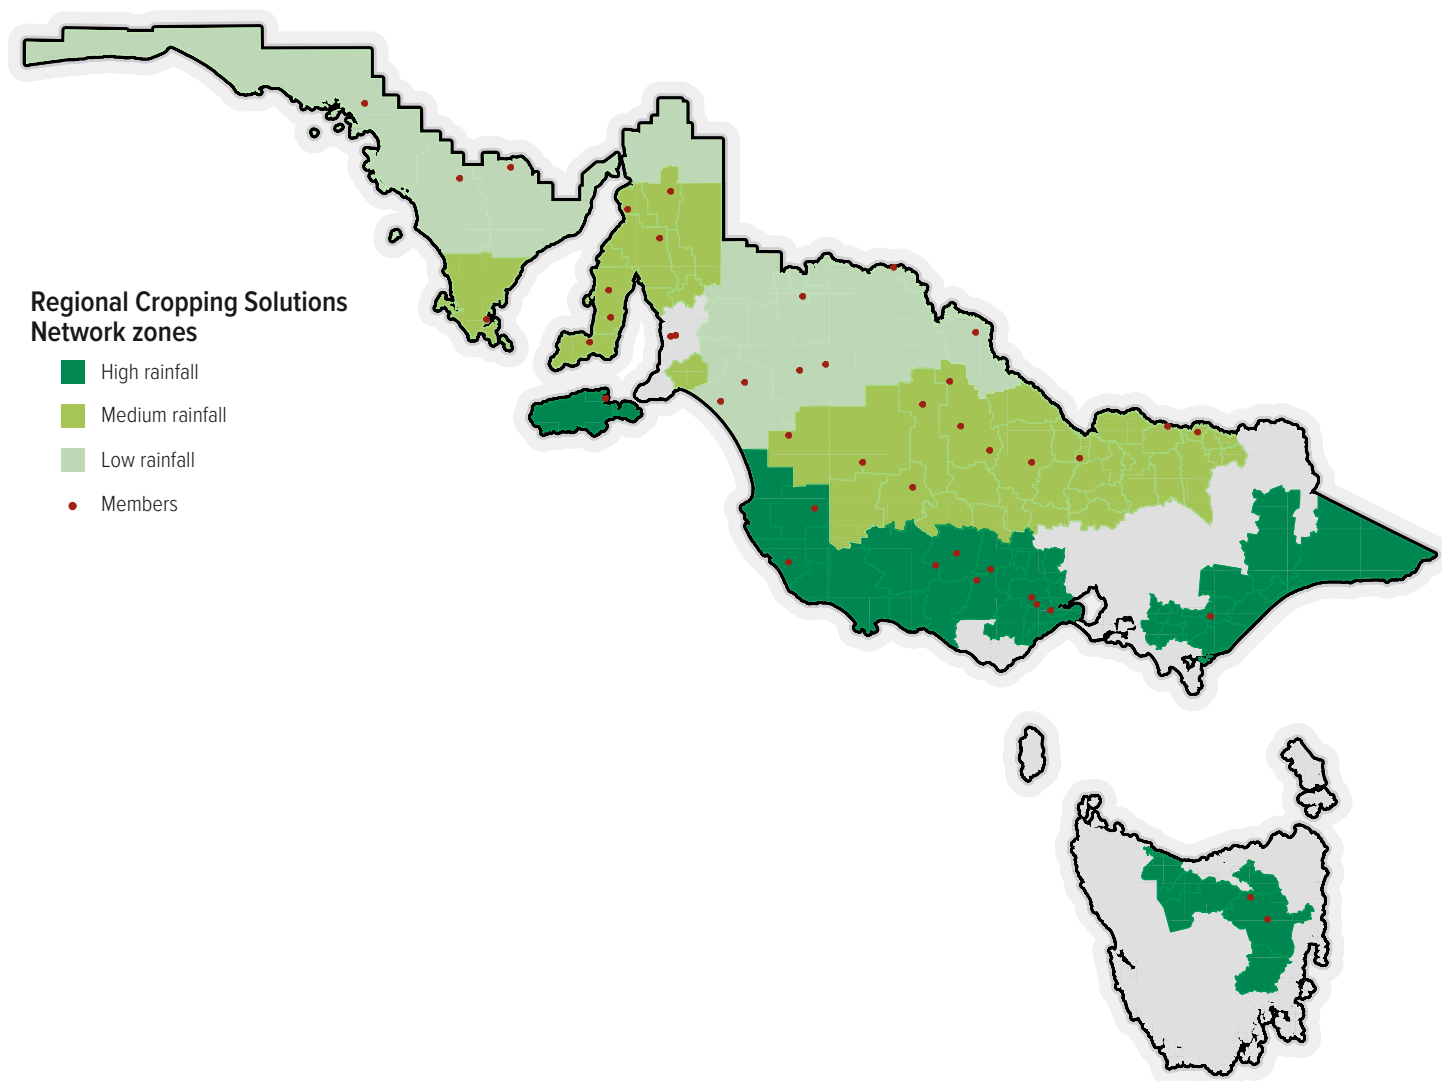 Regional Cropping Solutions
Network zones
High rainfall
Medium rainfall
Low rainfall
Members